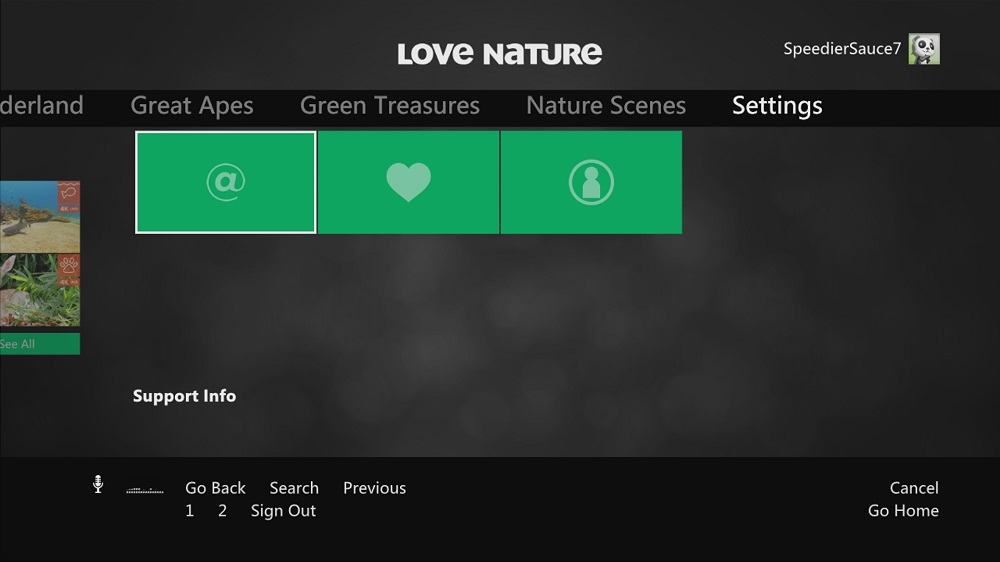 LOVE NATURE
SpeedierSauce7
derland Great Apes Green Treasures Nature Scenes Settings
@
See All
Support Info
Go Back Search Previous Cancel
1 2 Sign Out Go Home